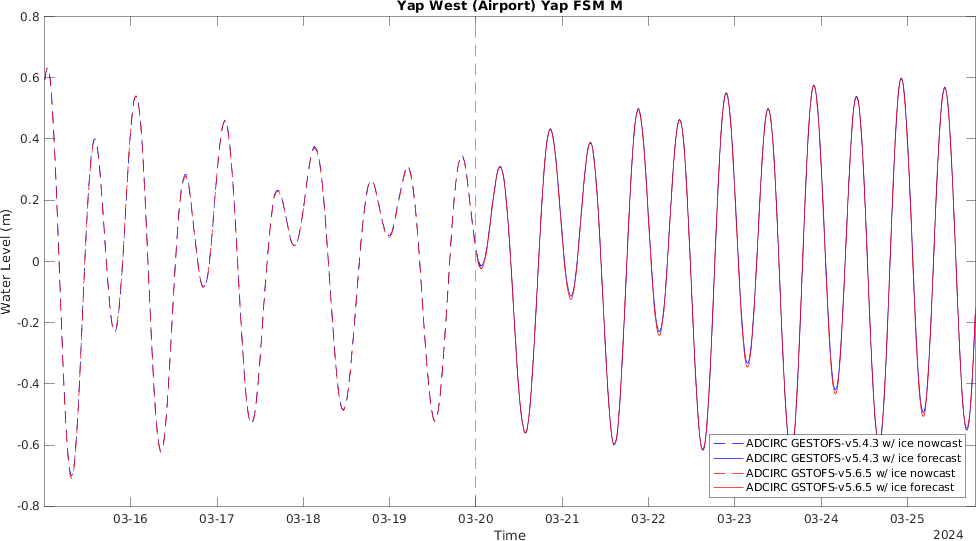 Yap West (Airport) Yap FSM M
0.8
0.6
0.4
0.2
0
-0.2
-0.4
-0.6
-0.8
Water Level (m)
ADCIRC GESTOFS-v5.4.3 w/ ice nowcast
ADCIRC GESTOFS-v5.4.3 w/ ice forecast
ADCIRC GSTOFS-v5.6.5 w/ ice nowcast
ADCIRC GSTOFS-v5.6.5 w/ ice forecast
03-16 03-17 03-18 03-19 03-20 03-21 03-22 03-23 03-24 03-25
Time
2024